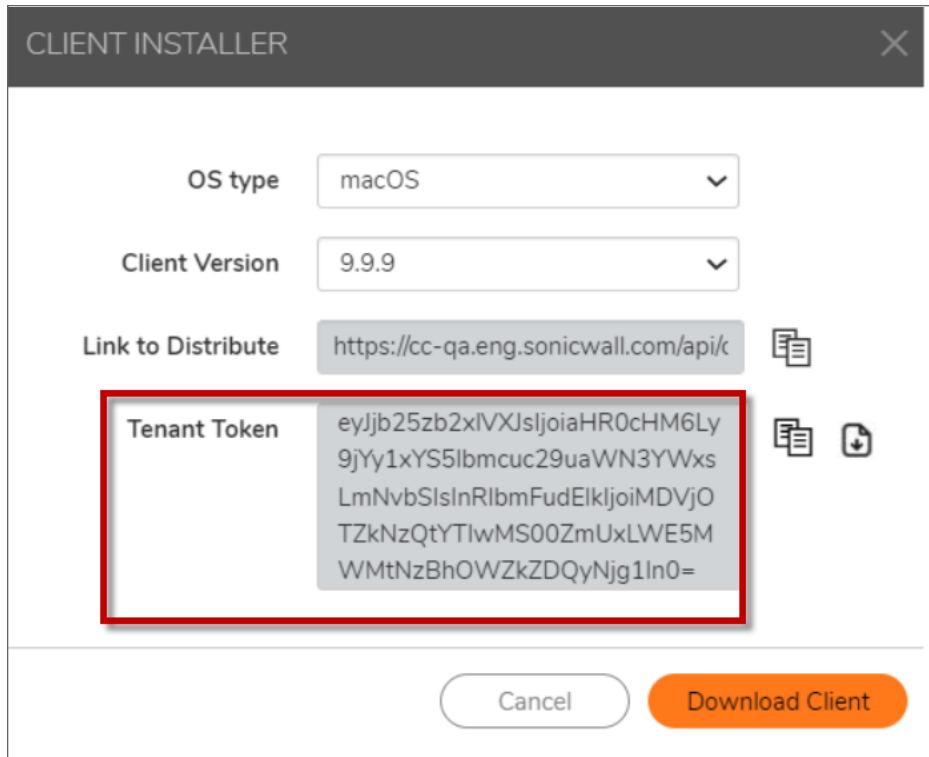 CLIENT INSTALLER
OS type macOS
Client Version 9.9.9
Link to Distribute https://cc-qa.eng.sonicwall.com/api/c
Tenant Token
eyJjb25zb2xlVXJsIjoiaHR0cHM6Ly
9jYy1xYS5lbmcuc29uaWN3YWxs
LmNvbSIsInRlbmFudElkIjoiMDVjO
TZkNzQtYTIwMS00ZmUxLWE5M
WMtNzBhOWZkZDQyNjg1In0=
Cancel Download Client